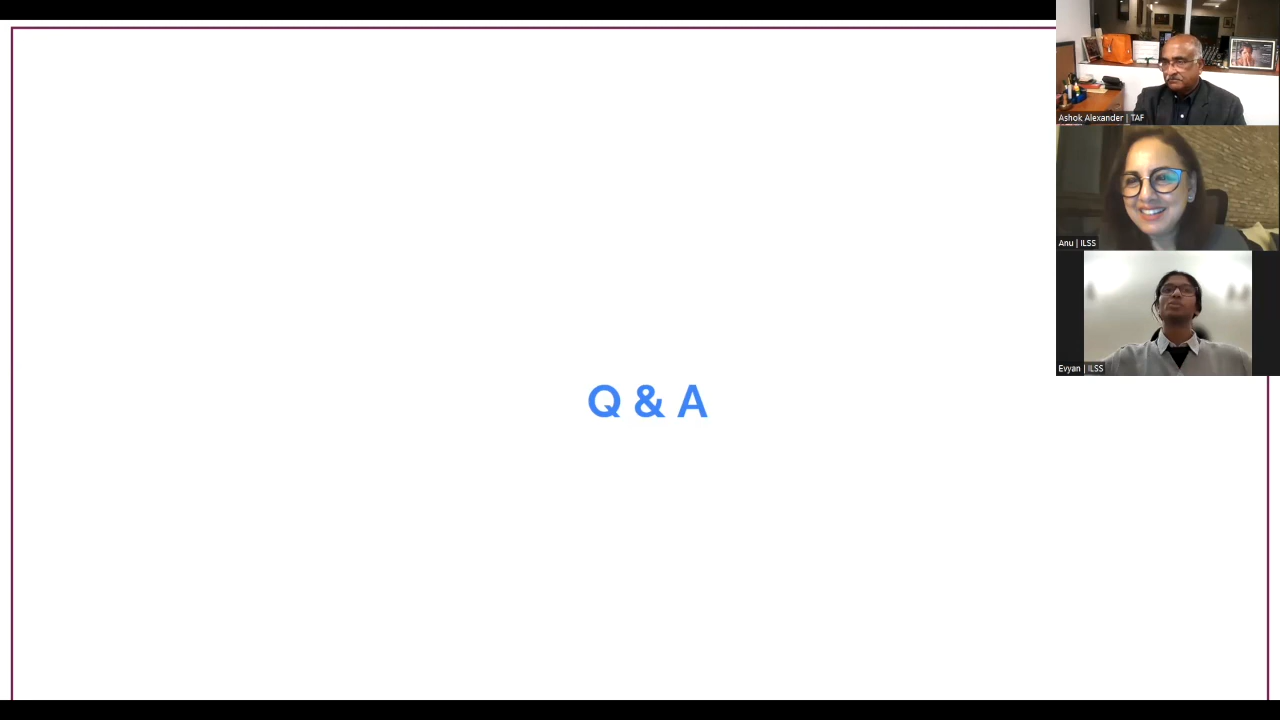 Ashok Alexander | TAF
Anu | ILSS
Evyan | ILSS
Q & A